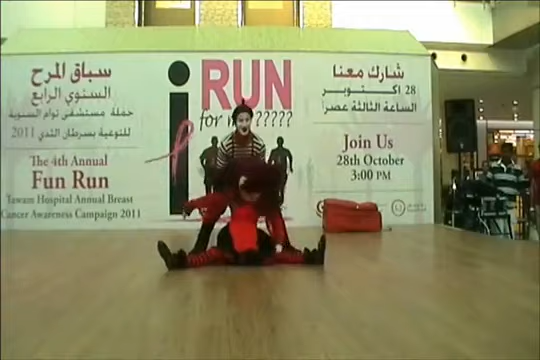 سباق المرح
السنوي الرابع
حملة مستشفى توام
للتوعية بسرطان الثدي 2011
The 4th Annual
Fun Run
Tawam Hospital Annual Breast
Cancer Awareness Campaign 2011
i RUN
for m ?????
شارك معنا
28 أكتوبر
الساعة الثالثة عصراً
Join Us
28th October
3:00 PM